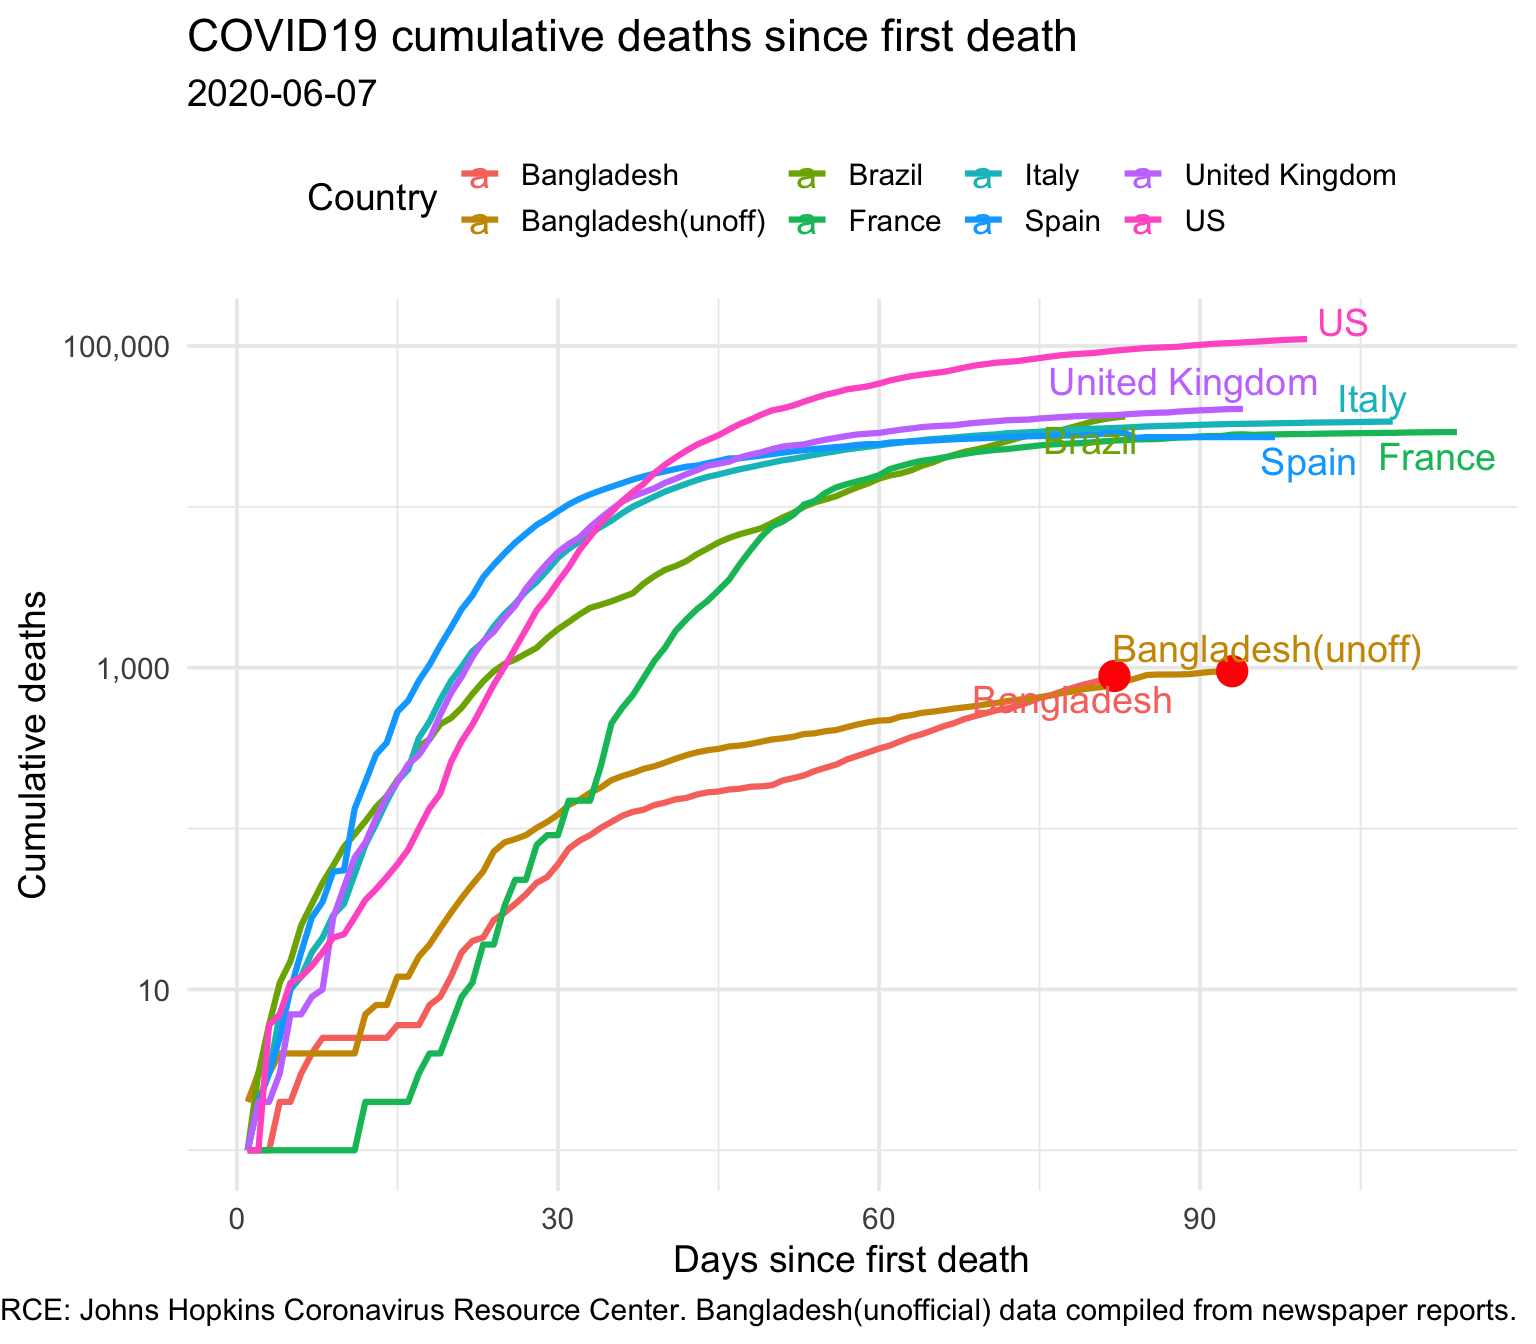 COVID19 cumulative deaths since first death
2020-06-07
Country
a Bangladesh a Brazil a Italy a United Kingdom
a Bangladesh(unoff) a France a Spain a US
US
100,000
United Kingdom
Italy
Brazil
Spain France
Bangladesh(unoff)
1,000
Bangladesh
Cumulative deaths
10
0 30 60 90
Days since first death
RCE: Johns Hopkins Coronavirus Resource Center. Bangladesh(unofficial) data compiled from newspaper reports.